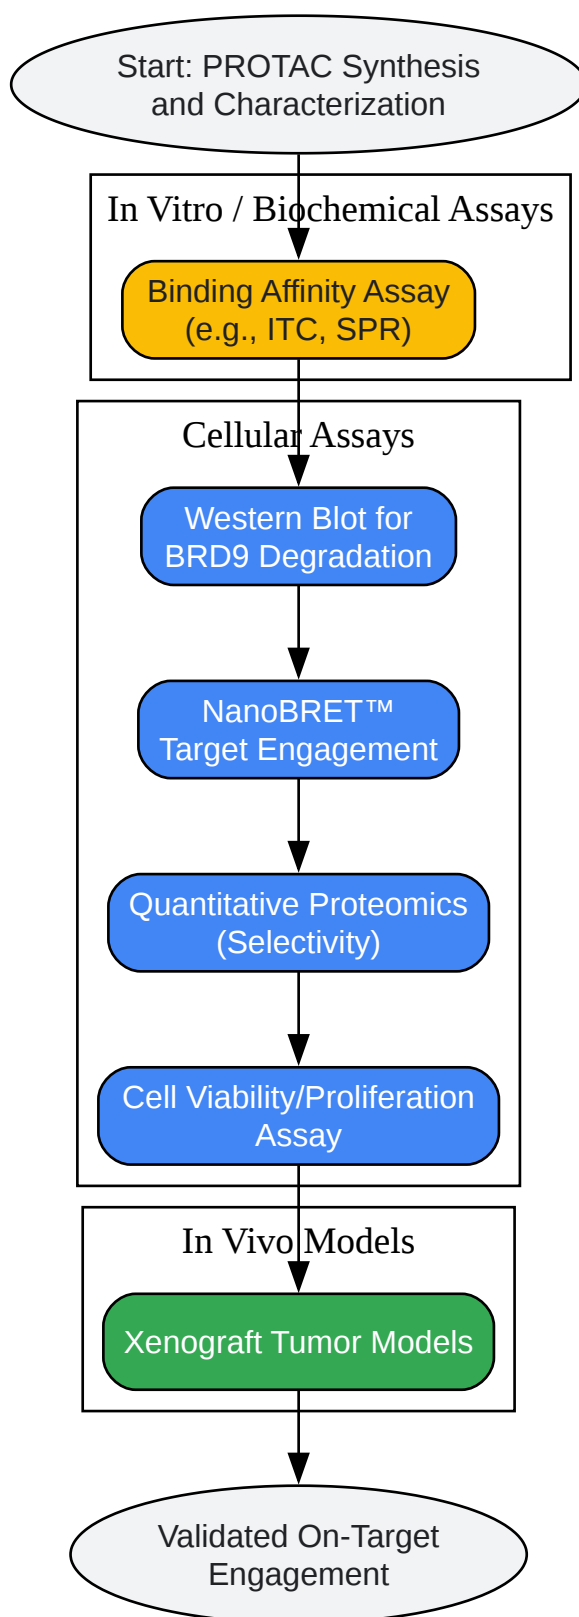 Start: PROTAC Synthesis
and Characterization
In Vitro / Biochemical Assays
Binding Affinity Assay
(e.g., ITC, SPR)
Cellular Assays
Western Blot for
BRD9 Degradation
NanoBRET™
Target Engagement
Quantitative Proteomics
(Selectivity)
Cell Viability/Proliferation
Assay
In Vivo Models
Xenograft Tumor Models
Validated On-Target
Engagement